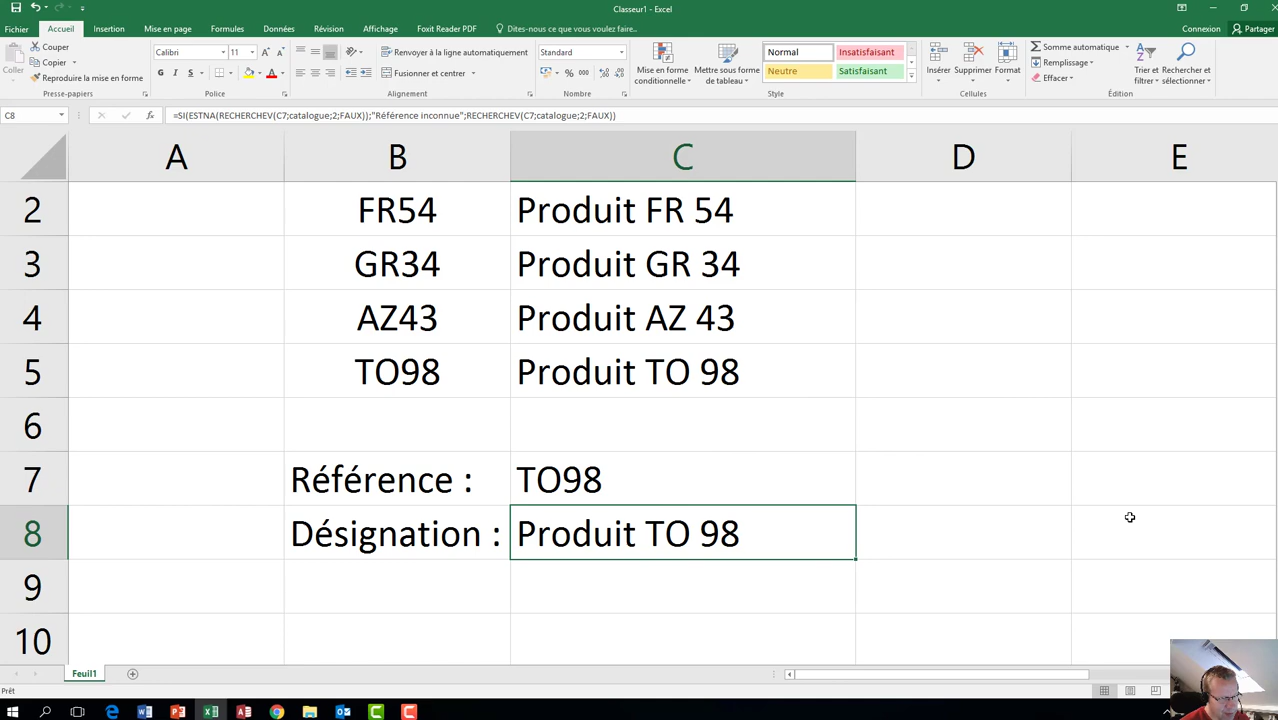 Classeur1 - Excel
Fichier Accueil Insertion Mise en page Formules Données Révision Affichage Foxit Reader PDF Dites-nous ce que vous voulez faire.. Connexion Partager
Coller
Couper
Copier
Reproduire la mise en forme
Presse-papiers
Calibri 11
G I S
Police
Renvoyer à la ligne automatiquement
Fusionner et centrer
Alignement
Standard
% 000
Nombre
Mise en forme conditionnelle
Mettre sous forme de tableau
Normal Insatisfaisant
Neutre Satisfaisant
Style
Insérer Supprimer Format
Cellules
Somme automatique
Remplissage
Effacer
Trier et filtrer
Rechercher et sélectionner
Édition
C8 fx =SI(ESTNA(RECHERCHEV(C7;catalogue;2;FAUX));"Référence inconnue";RECHERCHEV(C7;catalogue;2;FAUX))
A B C D E
2 FR54 Produit FR 54
3 GR34 Produit GR 34
4 AZ43 Produit AZ 43
5 TO98 Produit TO 98
6
7 Référence : TO98
8 Désignation : Produit TO 98
9
10
Feuil1
Prêt